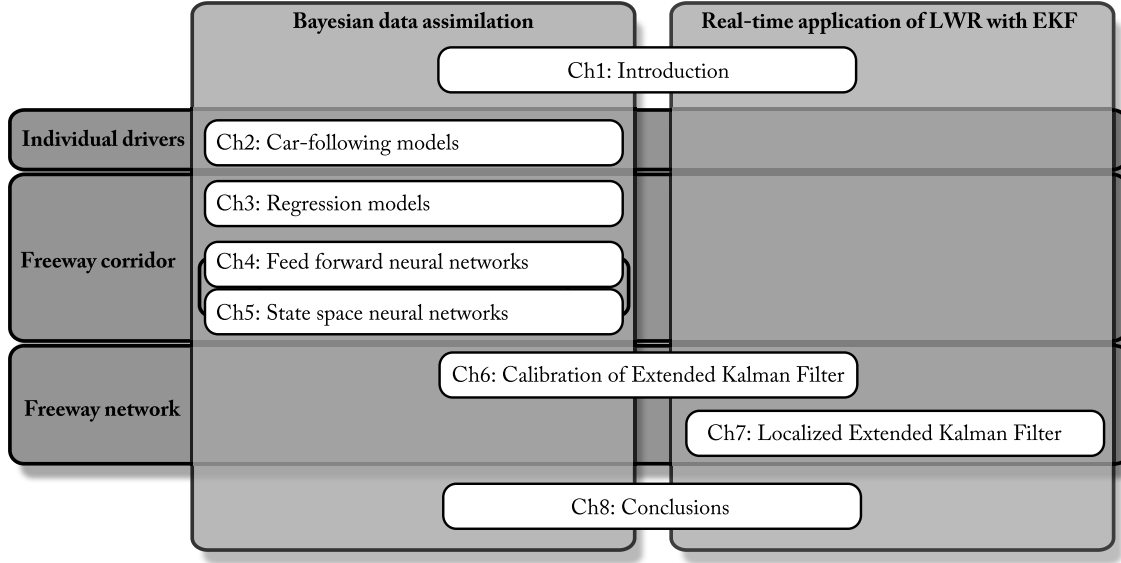 Bayesian data assimilation
Real-time application of LWR with EKF
Ch1: Introduction
Individual drivers
Ch2: Car-following models
Ch3: Regression models
Freeway corridor
Ch4: Feed forward neural networks
Ch5: State space neural networks
Ch6: Calibration of Extended Kalman Filter
Freeway network
Ch7: Localized Extended Kalman Filter
Ch8: Conclusions